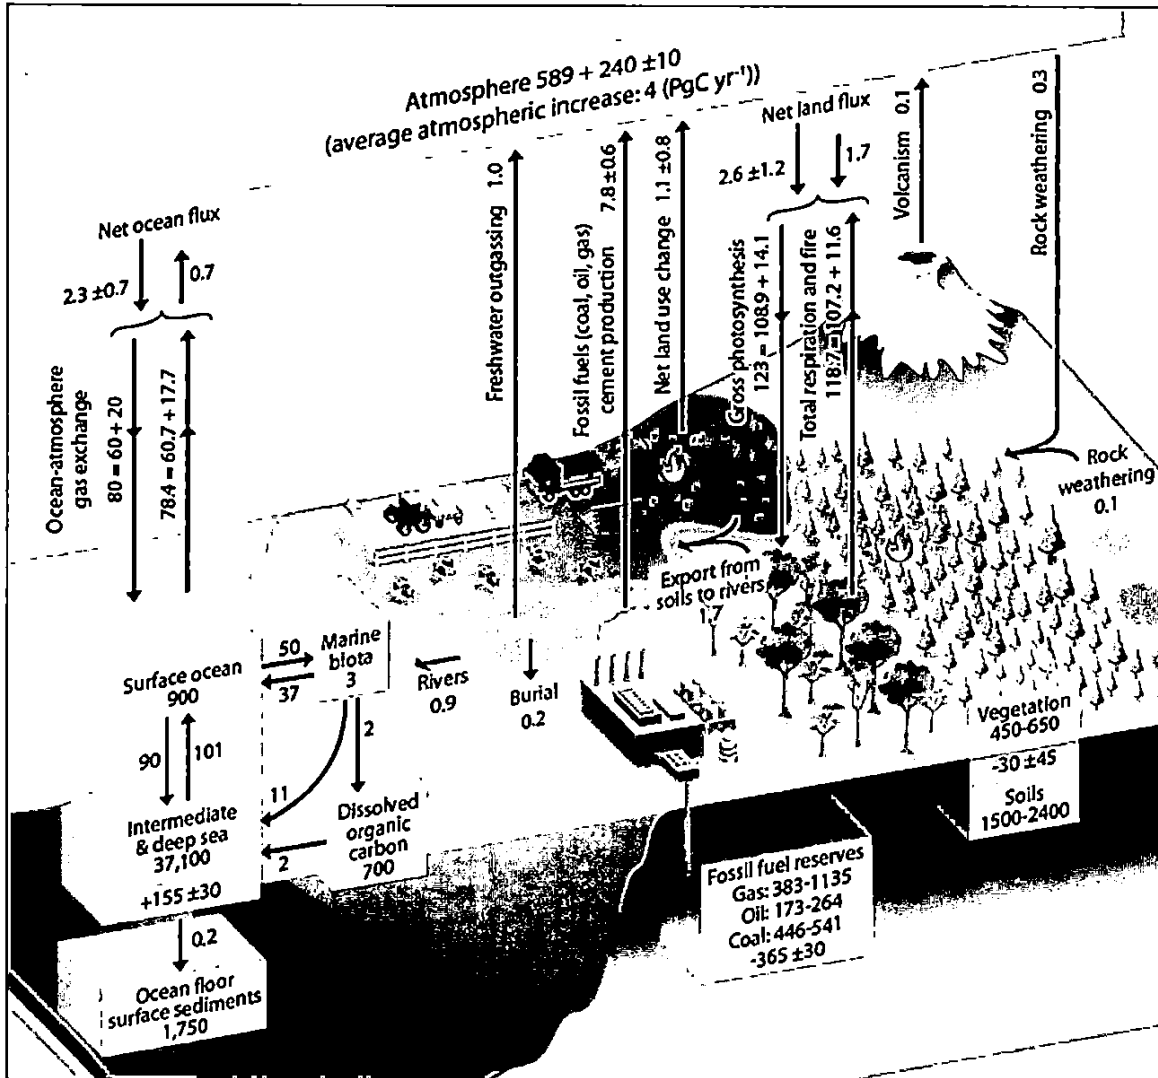 Atmosphere 589 + 240 ±10
(average atmospheric increase: 4 (PgC yr⁻¹))
Net ocean flux
2.3 ±0.7
0.7
Ocean-atmosphere
gas exchange
80 = 60 + 20
78.4 = 60.7 + 17.7
Freshwater outgassing 1.0
Fossil fuels (coal, oil, gas)
cement production 7.8 ±0.6
Net land use change 1.1 ±0.8
Net land flux
2.6 ±1.2
1.7
Gross photosynthesis
123 = 108.9 + 14.1
Total respiration and fire
118.7 = 107.2 + 11.6
Volcanism 0.1
Rock weathering 0.3
Rock
weathering
0.1
Export from
soils to rivers
1.7
Surface ocean
900
50
37
Marine
biota
3
Rivers
0.9
Burial
0.2
90
101
2
11
Intermediate
& deep sea
37,100
+155 ±30
Dissolved
organic
carbon
700
2
0.2
Ocean floor
surface sediments
1,750
Vegetation
450-650
-30 ±45
Soils
1500-2400
Fossil fuel reserves
Gas: 383-1135
Oil: 173-264
Coal: 446-541
-365 ±30